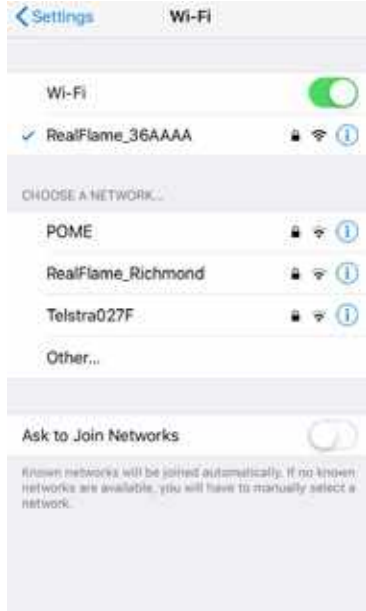 Settings
Wi-Fi
Wi-Fi
RealFlame_36AAAA
CHOOSE A NETWORK...
POME
RealFlame_Richmond
Telstra027F
Other...
Ask to Join Networks
Known networks will be joined automatically. If no known
networks are available, you will have to manually select a
network.